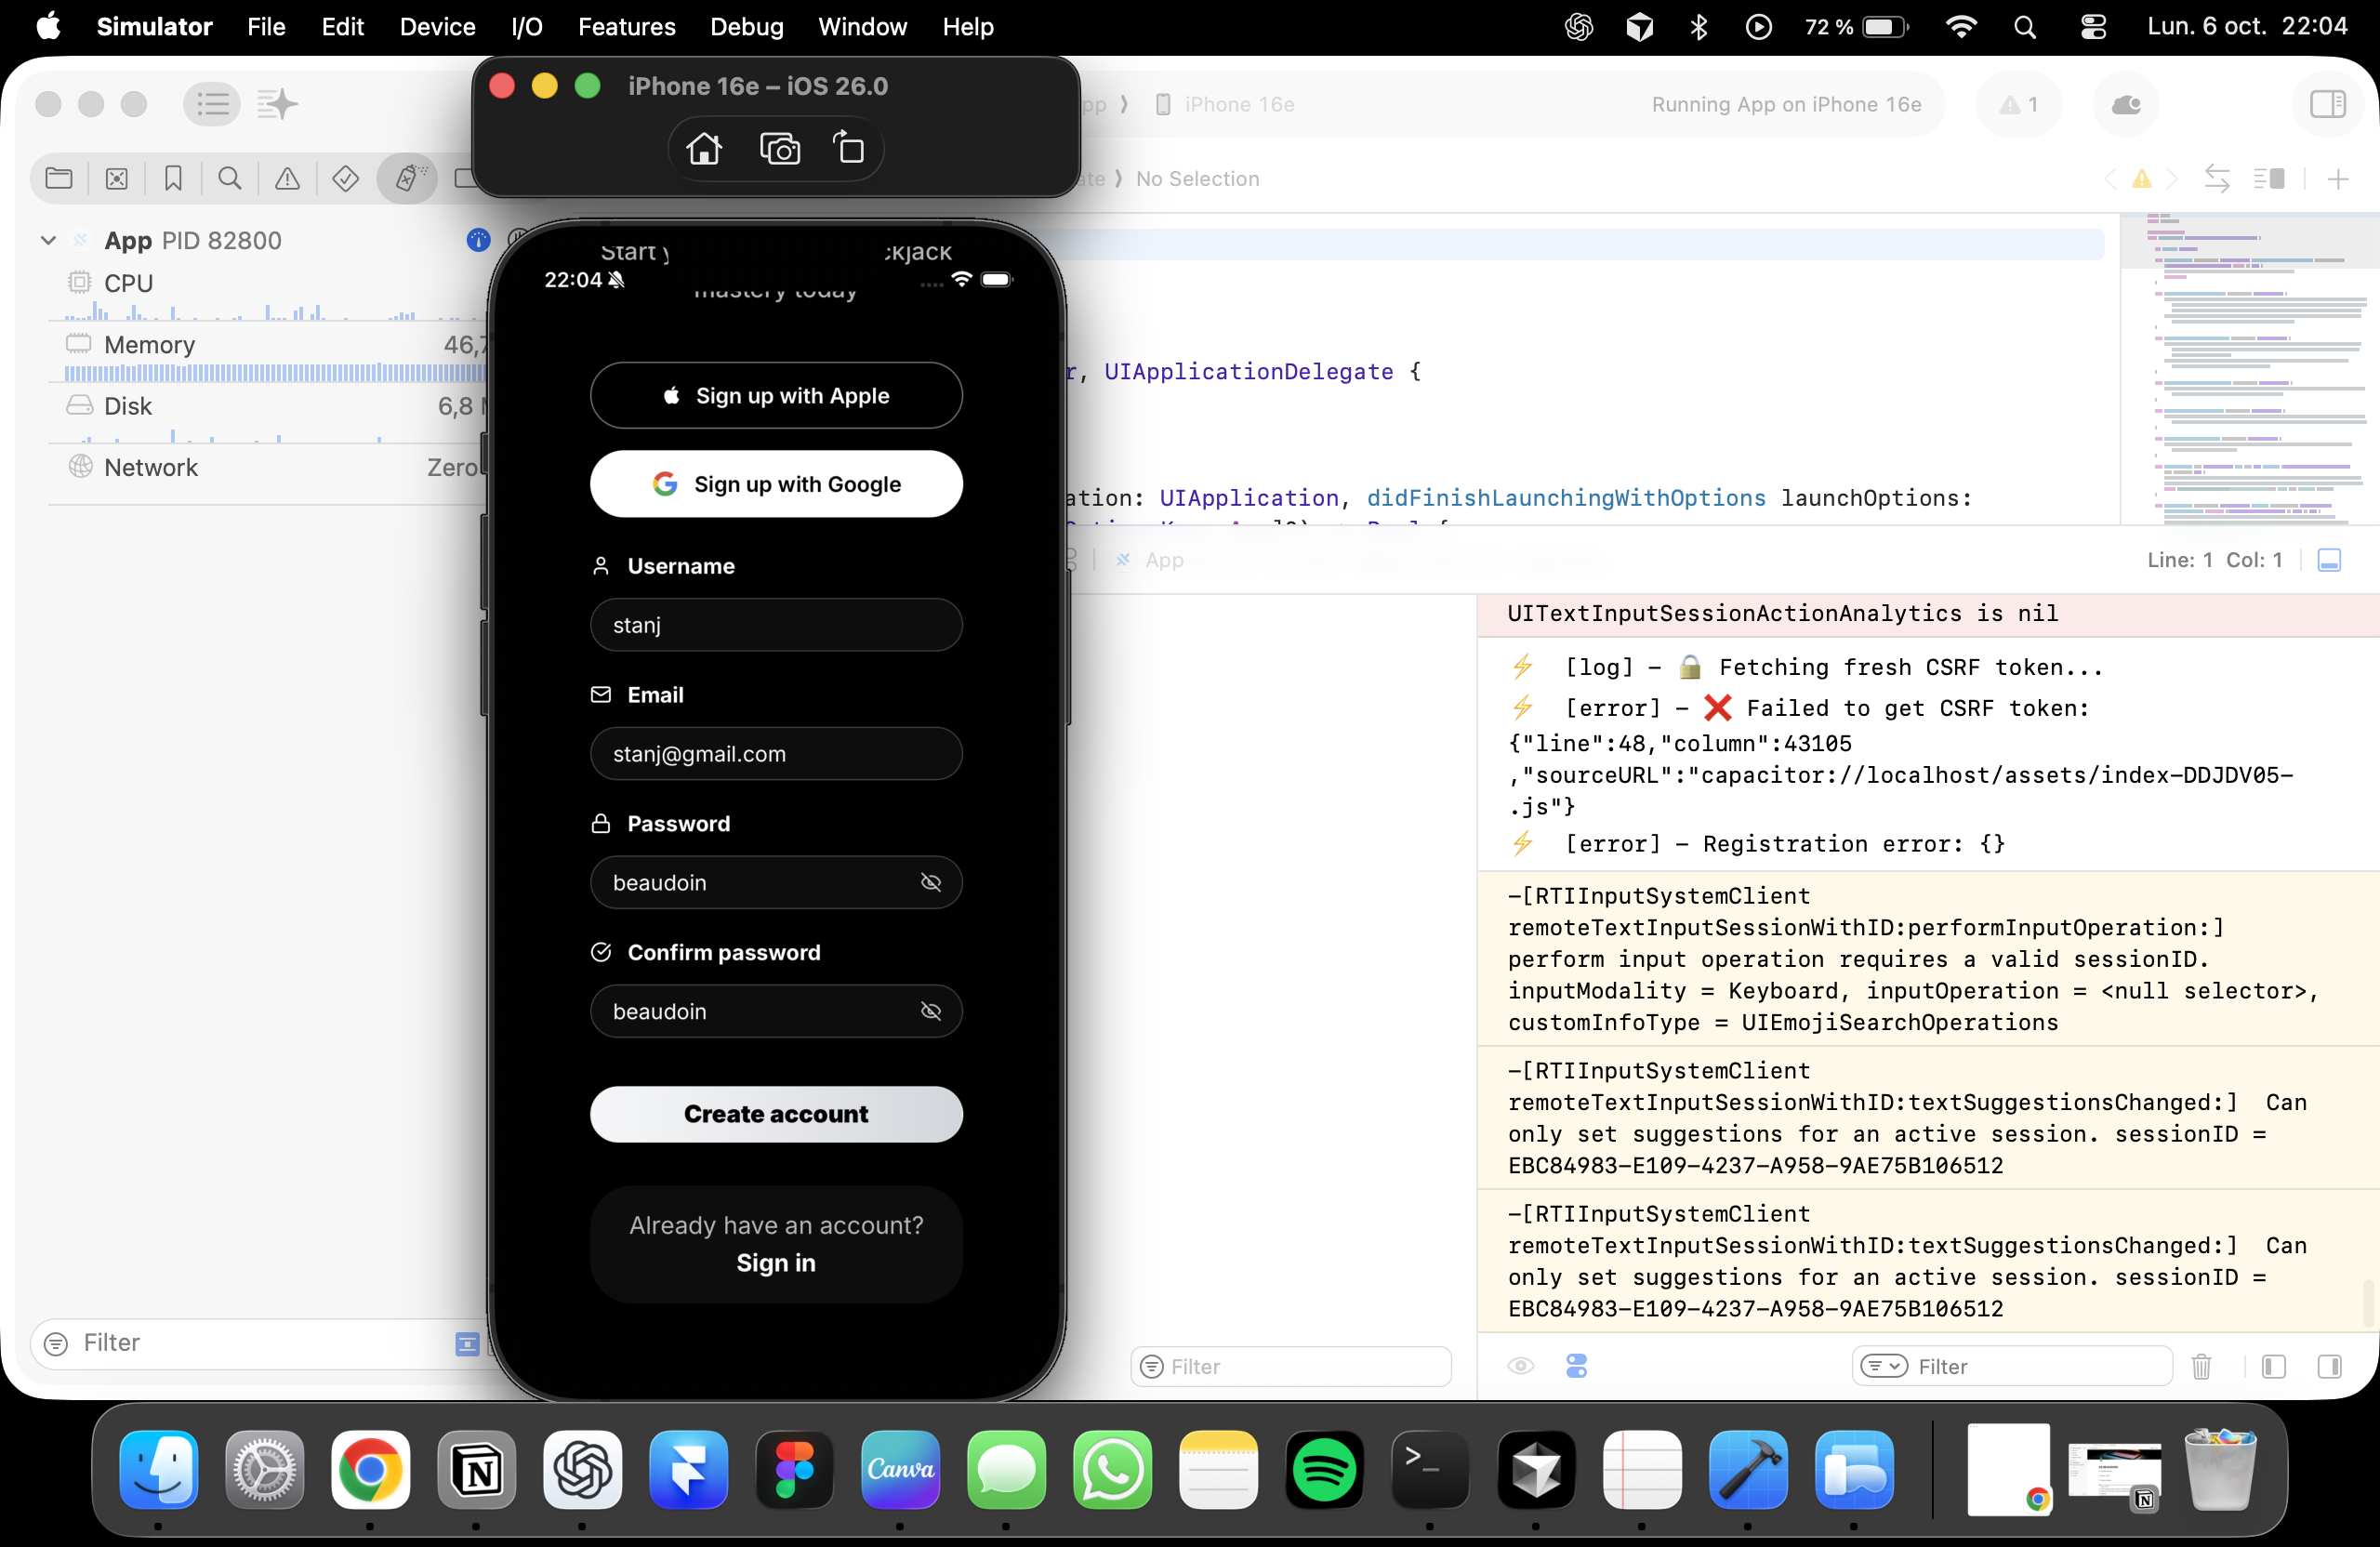 Simulator File Edit Device I/O Features Debug Window Help 72 % Lun. 6 oct. 22:04
iPhone 16e – iOS 26.0
iPhone 16e
Running App on iPhone 16e
1
No Selection
App PID 82800
CPU
Memory 46,7
Disk 6,8
Network Zero
Filter
Start
ckjack
22:04
mastery today
Sign up with Apple
Sign up with Google
Username
stanj
Email
stanj@gmail.com
Password
beaudoin
Confirm password
beaudoin
Create account
Already have an account?
Sign in
r, UIApplicationDelegate {
ation: UIApplication, didFinishLaunchingWithOptions launchOptions:
App
Line: 1 Col: 1
Filter
UITextInputSessionActionAnalytics is nil
⚡️ [log] - 🔒 Fetching fresh CSRF token...
⚡️ [error] - ❌ Failed to get CSRF token:
{"line":48,"column":43105
,"sourceURL":"capacitor://localhost/assets/index-DDJDV05-
.js"}
⚡️ [error] - Registration error: {}
-[RTIInputSystemClient
remoteTextInputSessionWithID:performInputOperation:]
perform input operation requires a valid sessionID.
inputModality = Keyboard, inputOperation = <null selector>,
customInfoType = UIEmojiSearchOperations
-[RTIInputSystemClient
remoteTextInputSessionWithID:textSuggestionsChanged:]  Can
only set suggestions for an active session. sessionID =
EBC84983-E109-4237-A958-9AE75B106512
-[RTIInputSystemClient
remoteTextInputSessionWithID:textSuggestionsChanged:]  Can
only set suggestions for an active session. sessionID =
EBC84983-E109-4237-A958-9AE75B106512
Filter
Canva